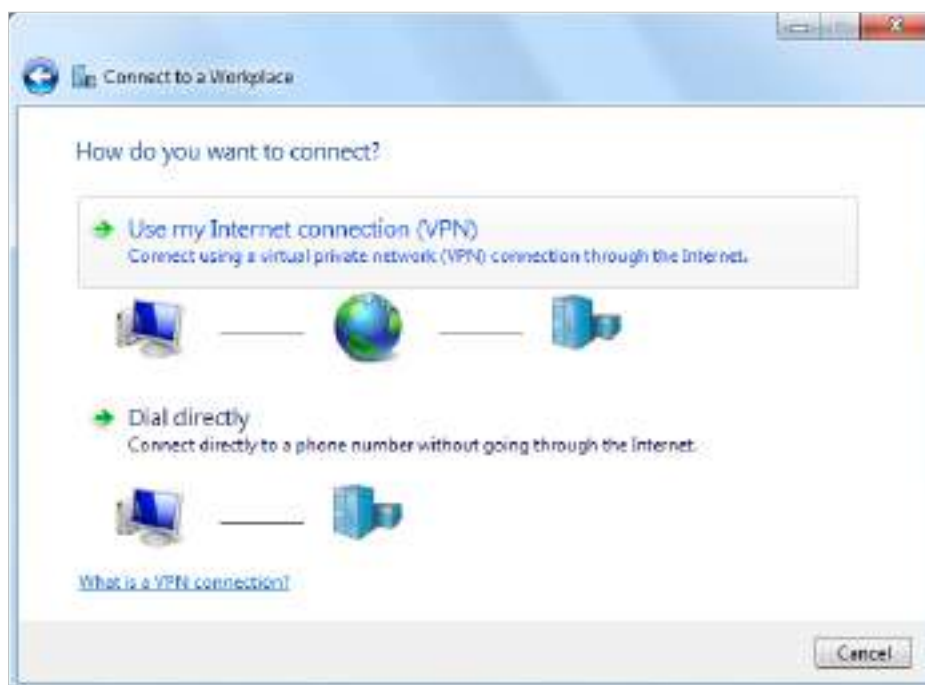 Connect to a Workplace
How do you want to connect?
Use my Internet connection (VPN)
Connect using a virtual private network (VPN) connection through the Internet.
Dial directly
Connect directly to a phone number without going through the Internet.
What is a VPN connection?
Cancel